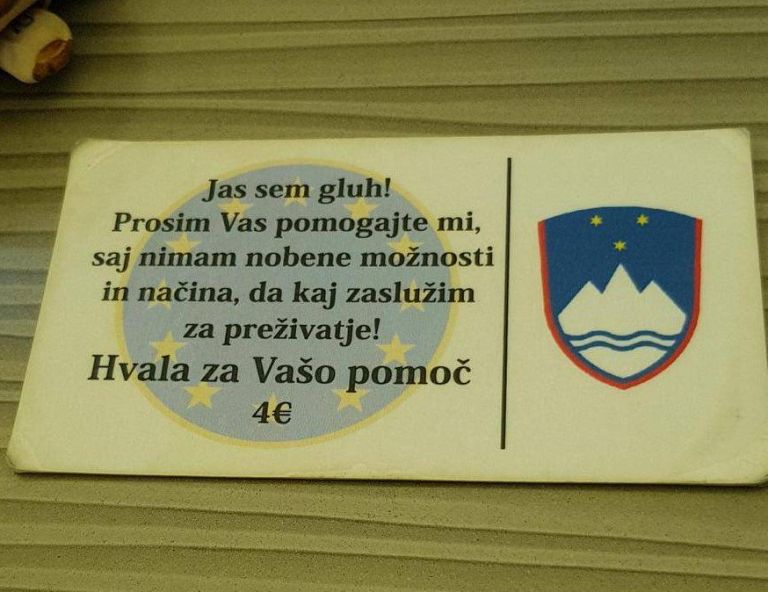 Jas sem gluh!
Prosim Vas pomogajte mi,
saj nimam nobene možnosti
in načina, da kaj zaslužim
za preživatje!
Hvala za Vašo pomoč
4€